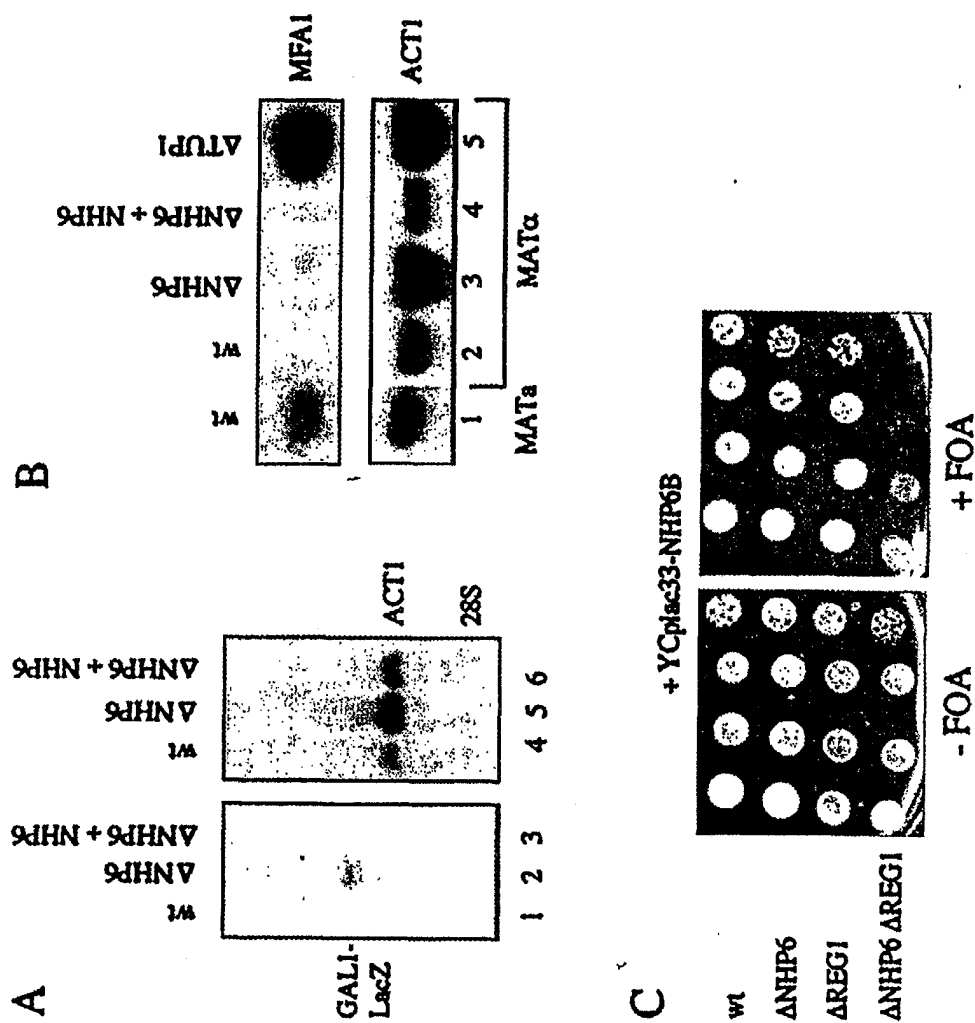 A
wt
ΔNHP6
ΔNHP6 + NHP6
wt
ΔNHP6
ΔNHP6 + NHP6
GAL1-
LacZ
ACT1
28S
1 2 3
4 5 6
B
wt
wt
ΔNHP6
ΔNHP6 + NHP6
ΔTUP1
MFA1
ACT1
1 2 3 4 5
MATa
MATα
C
+ YCplac33-NHP6B
wt
ΔNHP6
ΔREG1
ΔNHP6 ΔREG1
- FOA
+ FOA